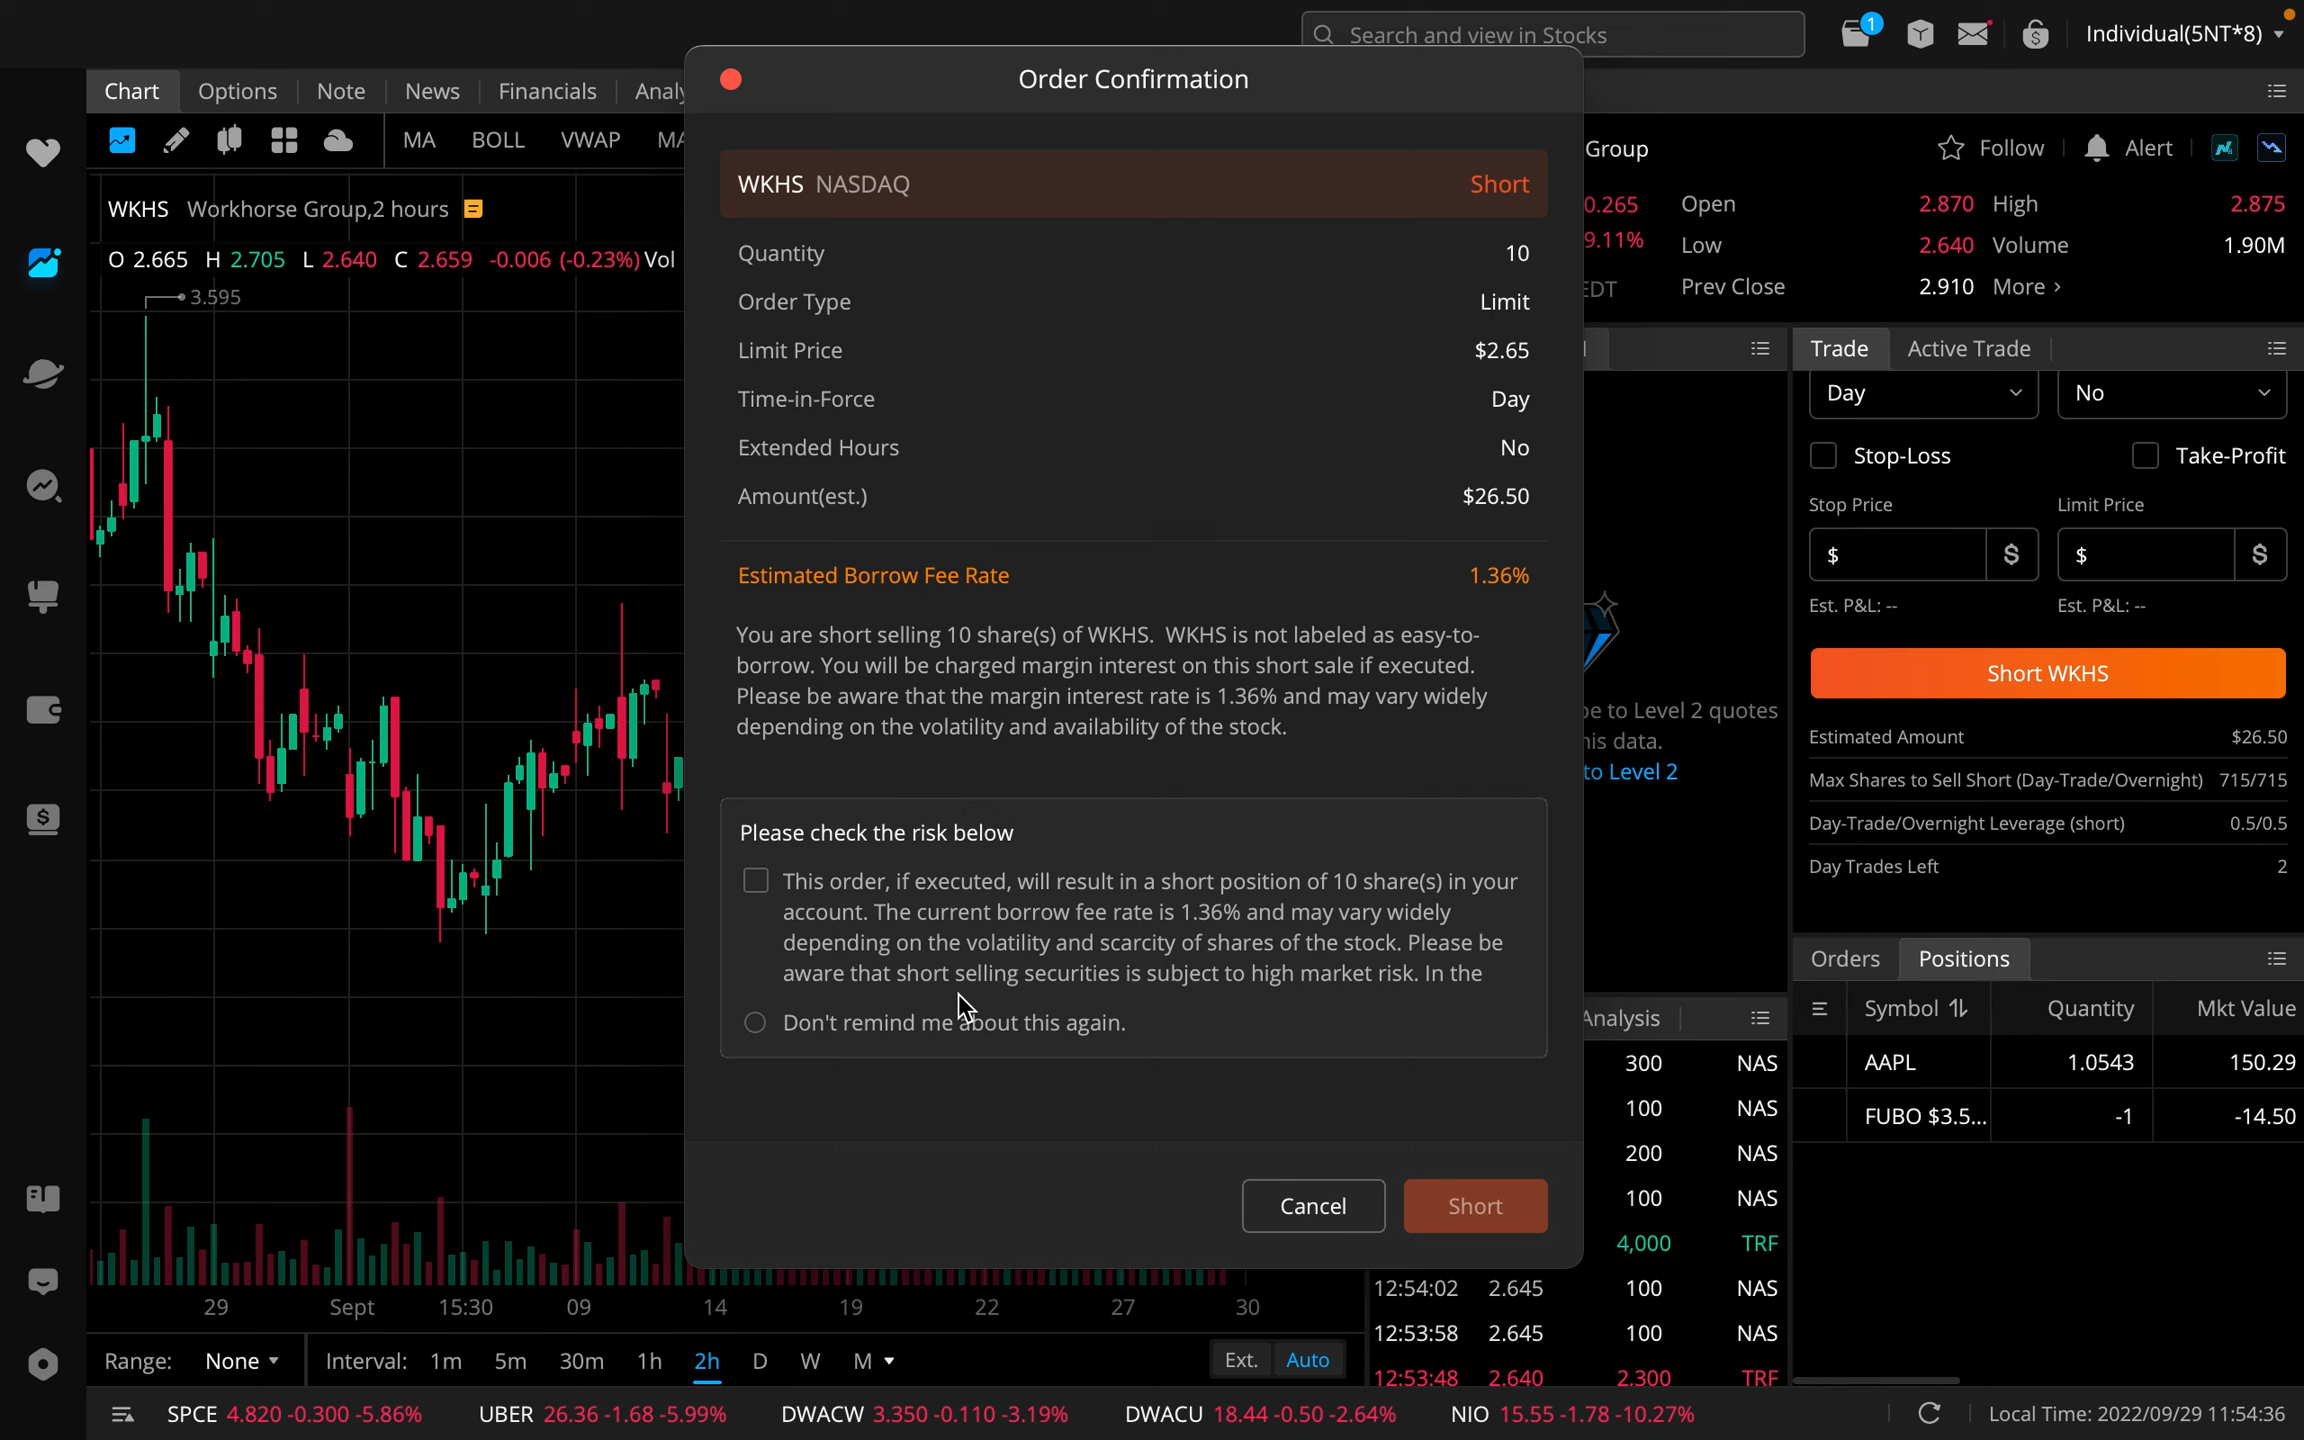 Search and view in Stocks
1
Individual(5NT*8)
Chart
Options
Note
News
Financials
Order Confirmation
MA
BOLL
VWAP
WKHS Workhorse Group,2 hours
O 2.665 H 2.705 L 2.640 C 2.659 -0.006 (-0.23%) Vol
3.595
WKHS NASDAQ
Short
Quantity
10
Order Type
Limit
Limit Price
$2.65
Time-in-Force
Day
Extended Hours
No
Amount(est.)
$26.50
Estimated Borrow Fee Rate
1.36%
You are short selling 10 share(s) of WKHS. WKHS is not labeled as easy-to-
borrow. You will be charged margin interest on this short sale if executed.
Please be aware that the margin interest rate is 1.36% and may vary widely
depending on the volatility and availability of the stock.
Please check the risk below
This order, if executed, will result in a short position of 10 share(s) in your
account. The current borrow fee rate is 1.36% and may vary widely
depending on the volatility and scarcity of shares of the stock. Please be
aware that short selling securities is subject to high market risk. In the
Don't remind me about this again.
Cancel
Short
Group
Follow
Alert
0.265
9.11%
Open 2.870
High 2.875
Low 2.640
Volume 1.90M
EDT
Prev Close 2.910
More
Trade
Active Trade
Day
No
Stop-Loss
Take-Profit
Stop Price
Limit Price
$ $
$ $
Est. P&L: --
Est. P&L: --
Short WKHS
to Level 2 quotes
data.
to Level 2
Estimated Amount $26.50
Max Shares to Sell Short (Day-Trade/Overnight) 715/715
Day-Trade/Overnight Leverage (short) 0.5/0.5
Day Trades Left 2
Orders
Positions
Symbol Quantity Mkt Value
AAPL 1.0543 150.29
FUBO $3.5... -1 -14.50
Analysis
300 NAS
100 NAS
200 NAS
100 NAS
4,000 TRF
12:54:02 2.645 100 NAS
12:53:58 2.645 100 NAS
12:53:48 2.640 2,300 TRF
29 Sept 15:30 09 14 19 22 27 30
Range: None
Interval: 1m 5m 30m 1h 2h D W M
Ext. Auto
SPCE 4.820 -0.300 -5.86%
UBER 26.36 -1.68 -5.99%
DWACW 3.350 -0.110 -3.19%
DWACU 18.44 -0.50 -2.64%
NIO 15.55 -1.78 -10.27%
Local Time: 2022/09/29 11:54:36